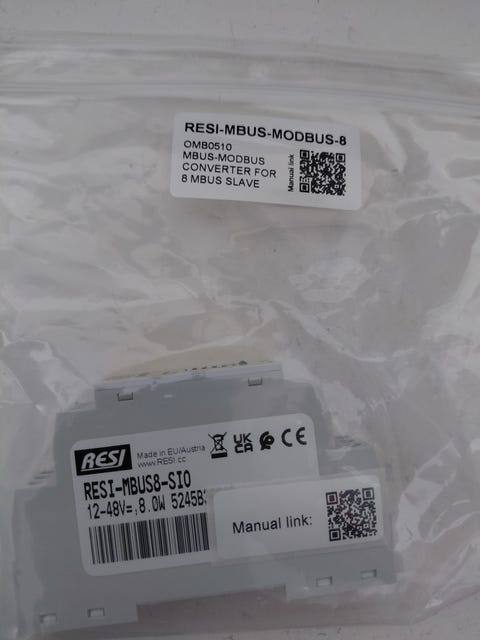 RESI-MBUS-MODBUS-8
OMB0510
MBUS-MODBUS
CONVERTER FOR
8 MBUS SLAVE
Manual link
RESI
Made in EU/Austria
www.RESI.cc
UK
CA
CE
RESI-MBUS8-SIO
12-48V=,8.0W
Manual link: